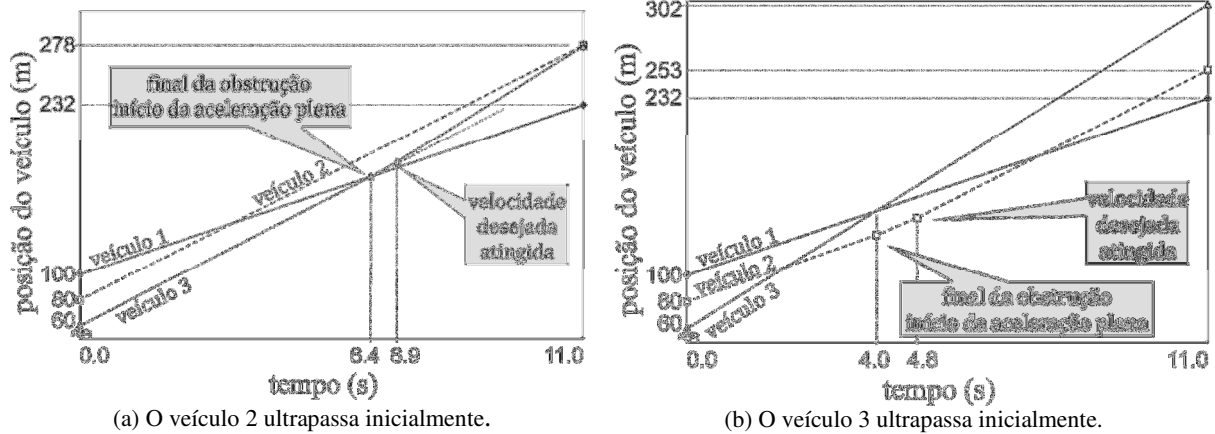 posição do veículo (m)
278
232
100
80
60
final da obstrução
início da aceleração plena
veículo 2
veículo 1
veículo 3
velocidade
desejada
atingida
0.0
8.4
8.9
11.0
tempo (s)
(a) O veículo 2 ultrapassa inicialmente.
posição do veículo (m)
302
253
232
100
80
60
veículo 1
veículo 2
veículo 3
velocidade
desejada
atingida
final da obstrução
início da aceleração plena
0.0
4.0
4.8
11.0
tempo (s)
(b) O veículo 3 ultrapassa inicialmente.